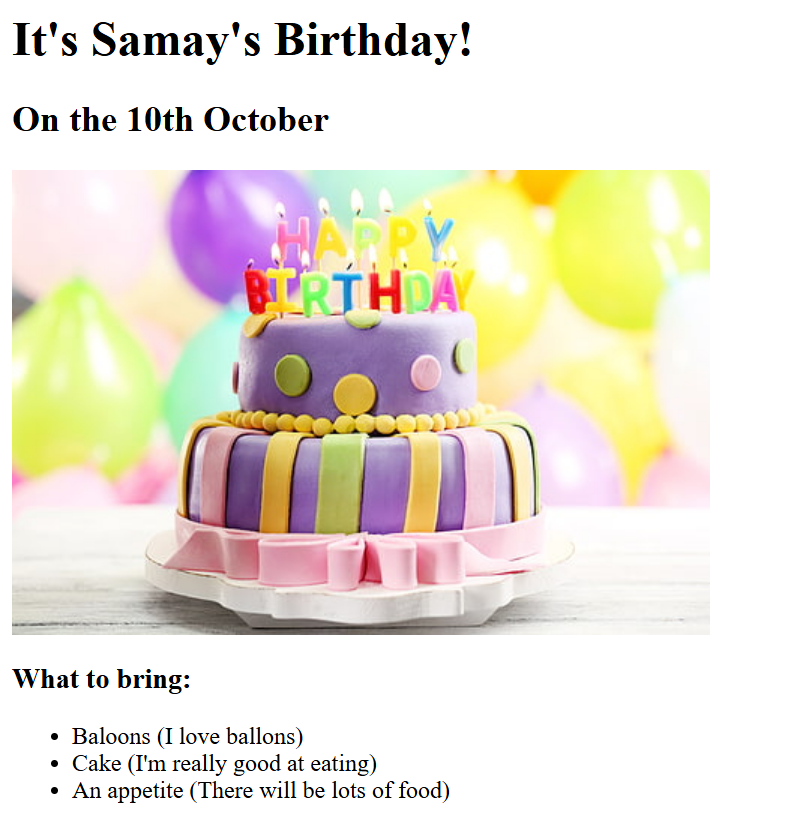 It's Samay's Birthday!
On the 10th October
HAPPY
BIRTHDAY
What to bring:
Baloons (I love ballons)
Cake (I'm really good at eating)
An appetite (There will be lots of food)